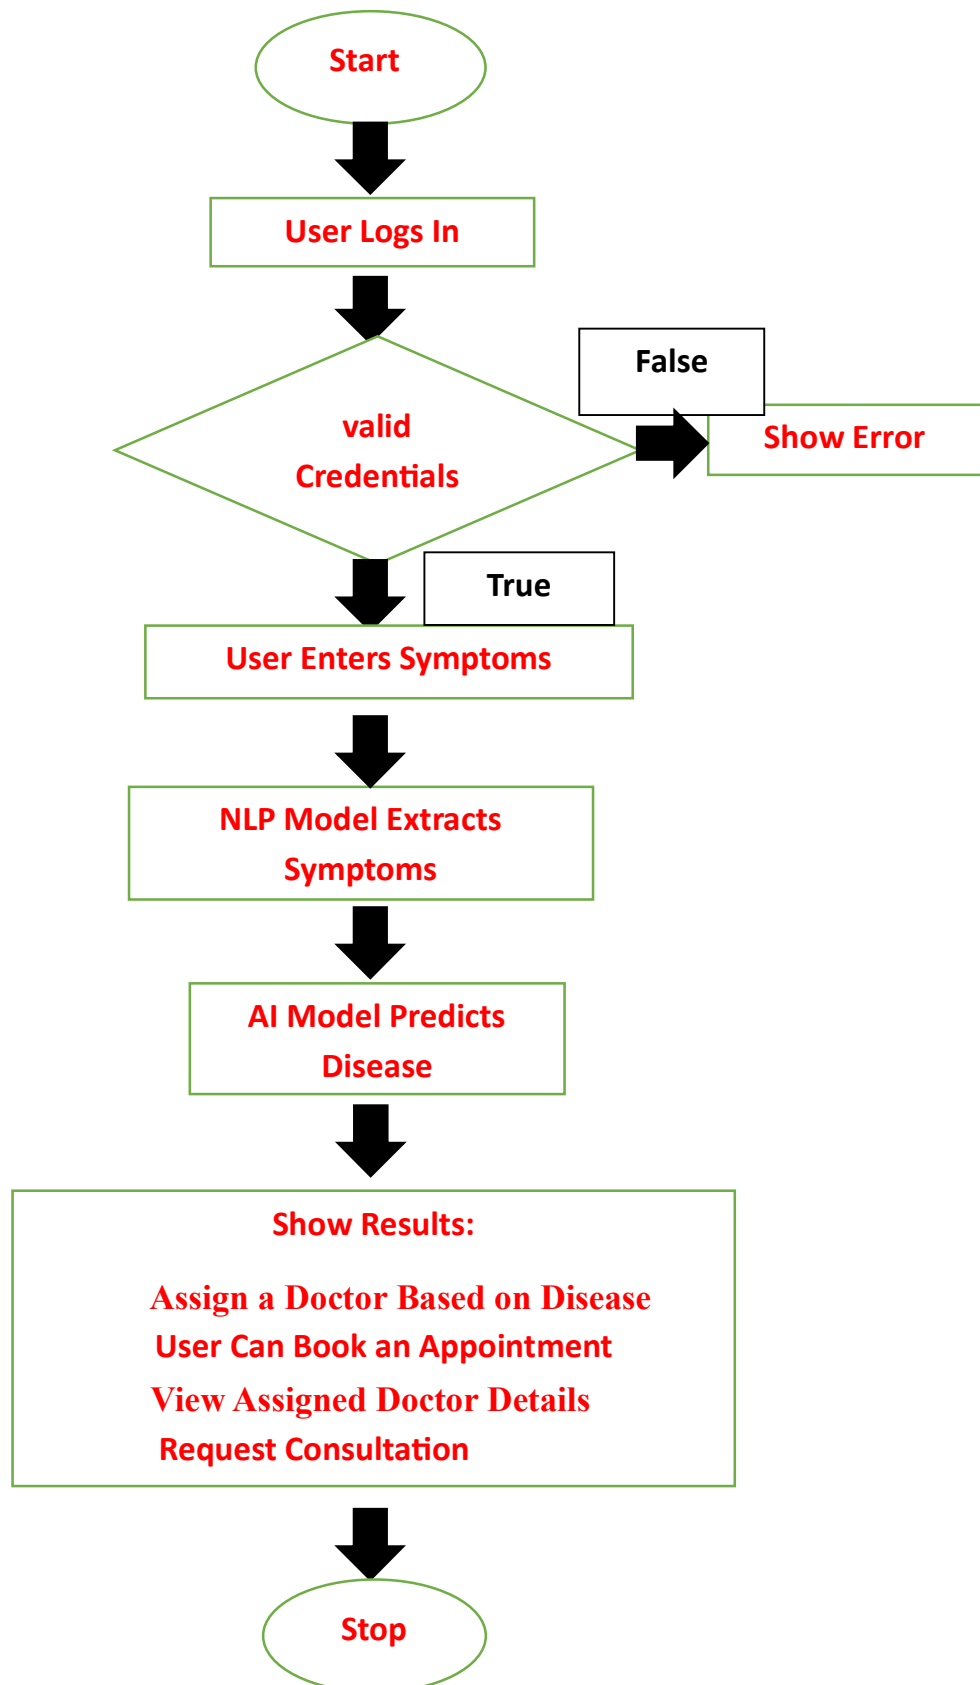 Start
User Logs In
False
valid
Credentials
Show Error
True
User Enters Symptoms
NLP Model Extracts
Symptoms
AI Model Predicts
Disease
Show Results:
Assign a Doctor Based on Disease
User Can Book an Appointment
View Assigned Doctor Details
Request Consultation
Stop